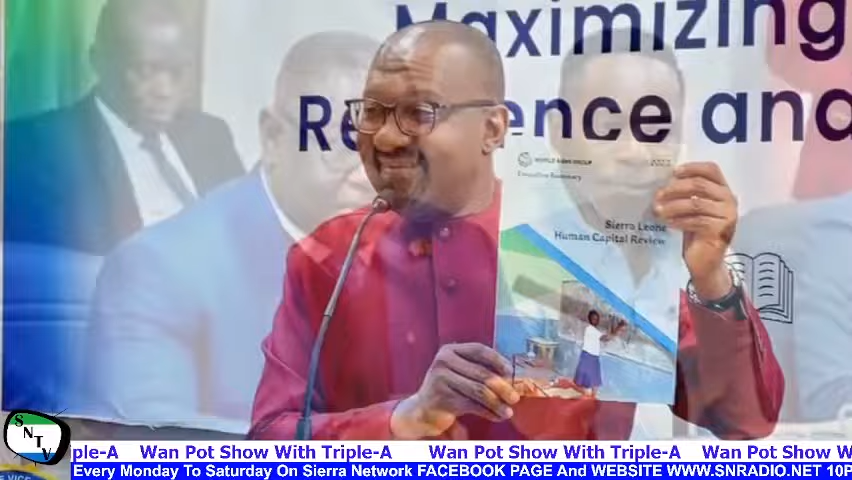 Maximizing
Re ence and
WORLD BANK GROUP
Executive Summary
Sierra Leone
Human Capital Review
SNTV
ple-A Wan Pot Show With Triple-A Wan Pot Show With Triple-A Wan Pot Show W
Every Monday To Saturday On Sierra Network FACEBOOK PAGE And WEBSITE WWW.SNRADIO.NET 10P
E VICE